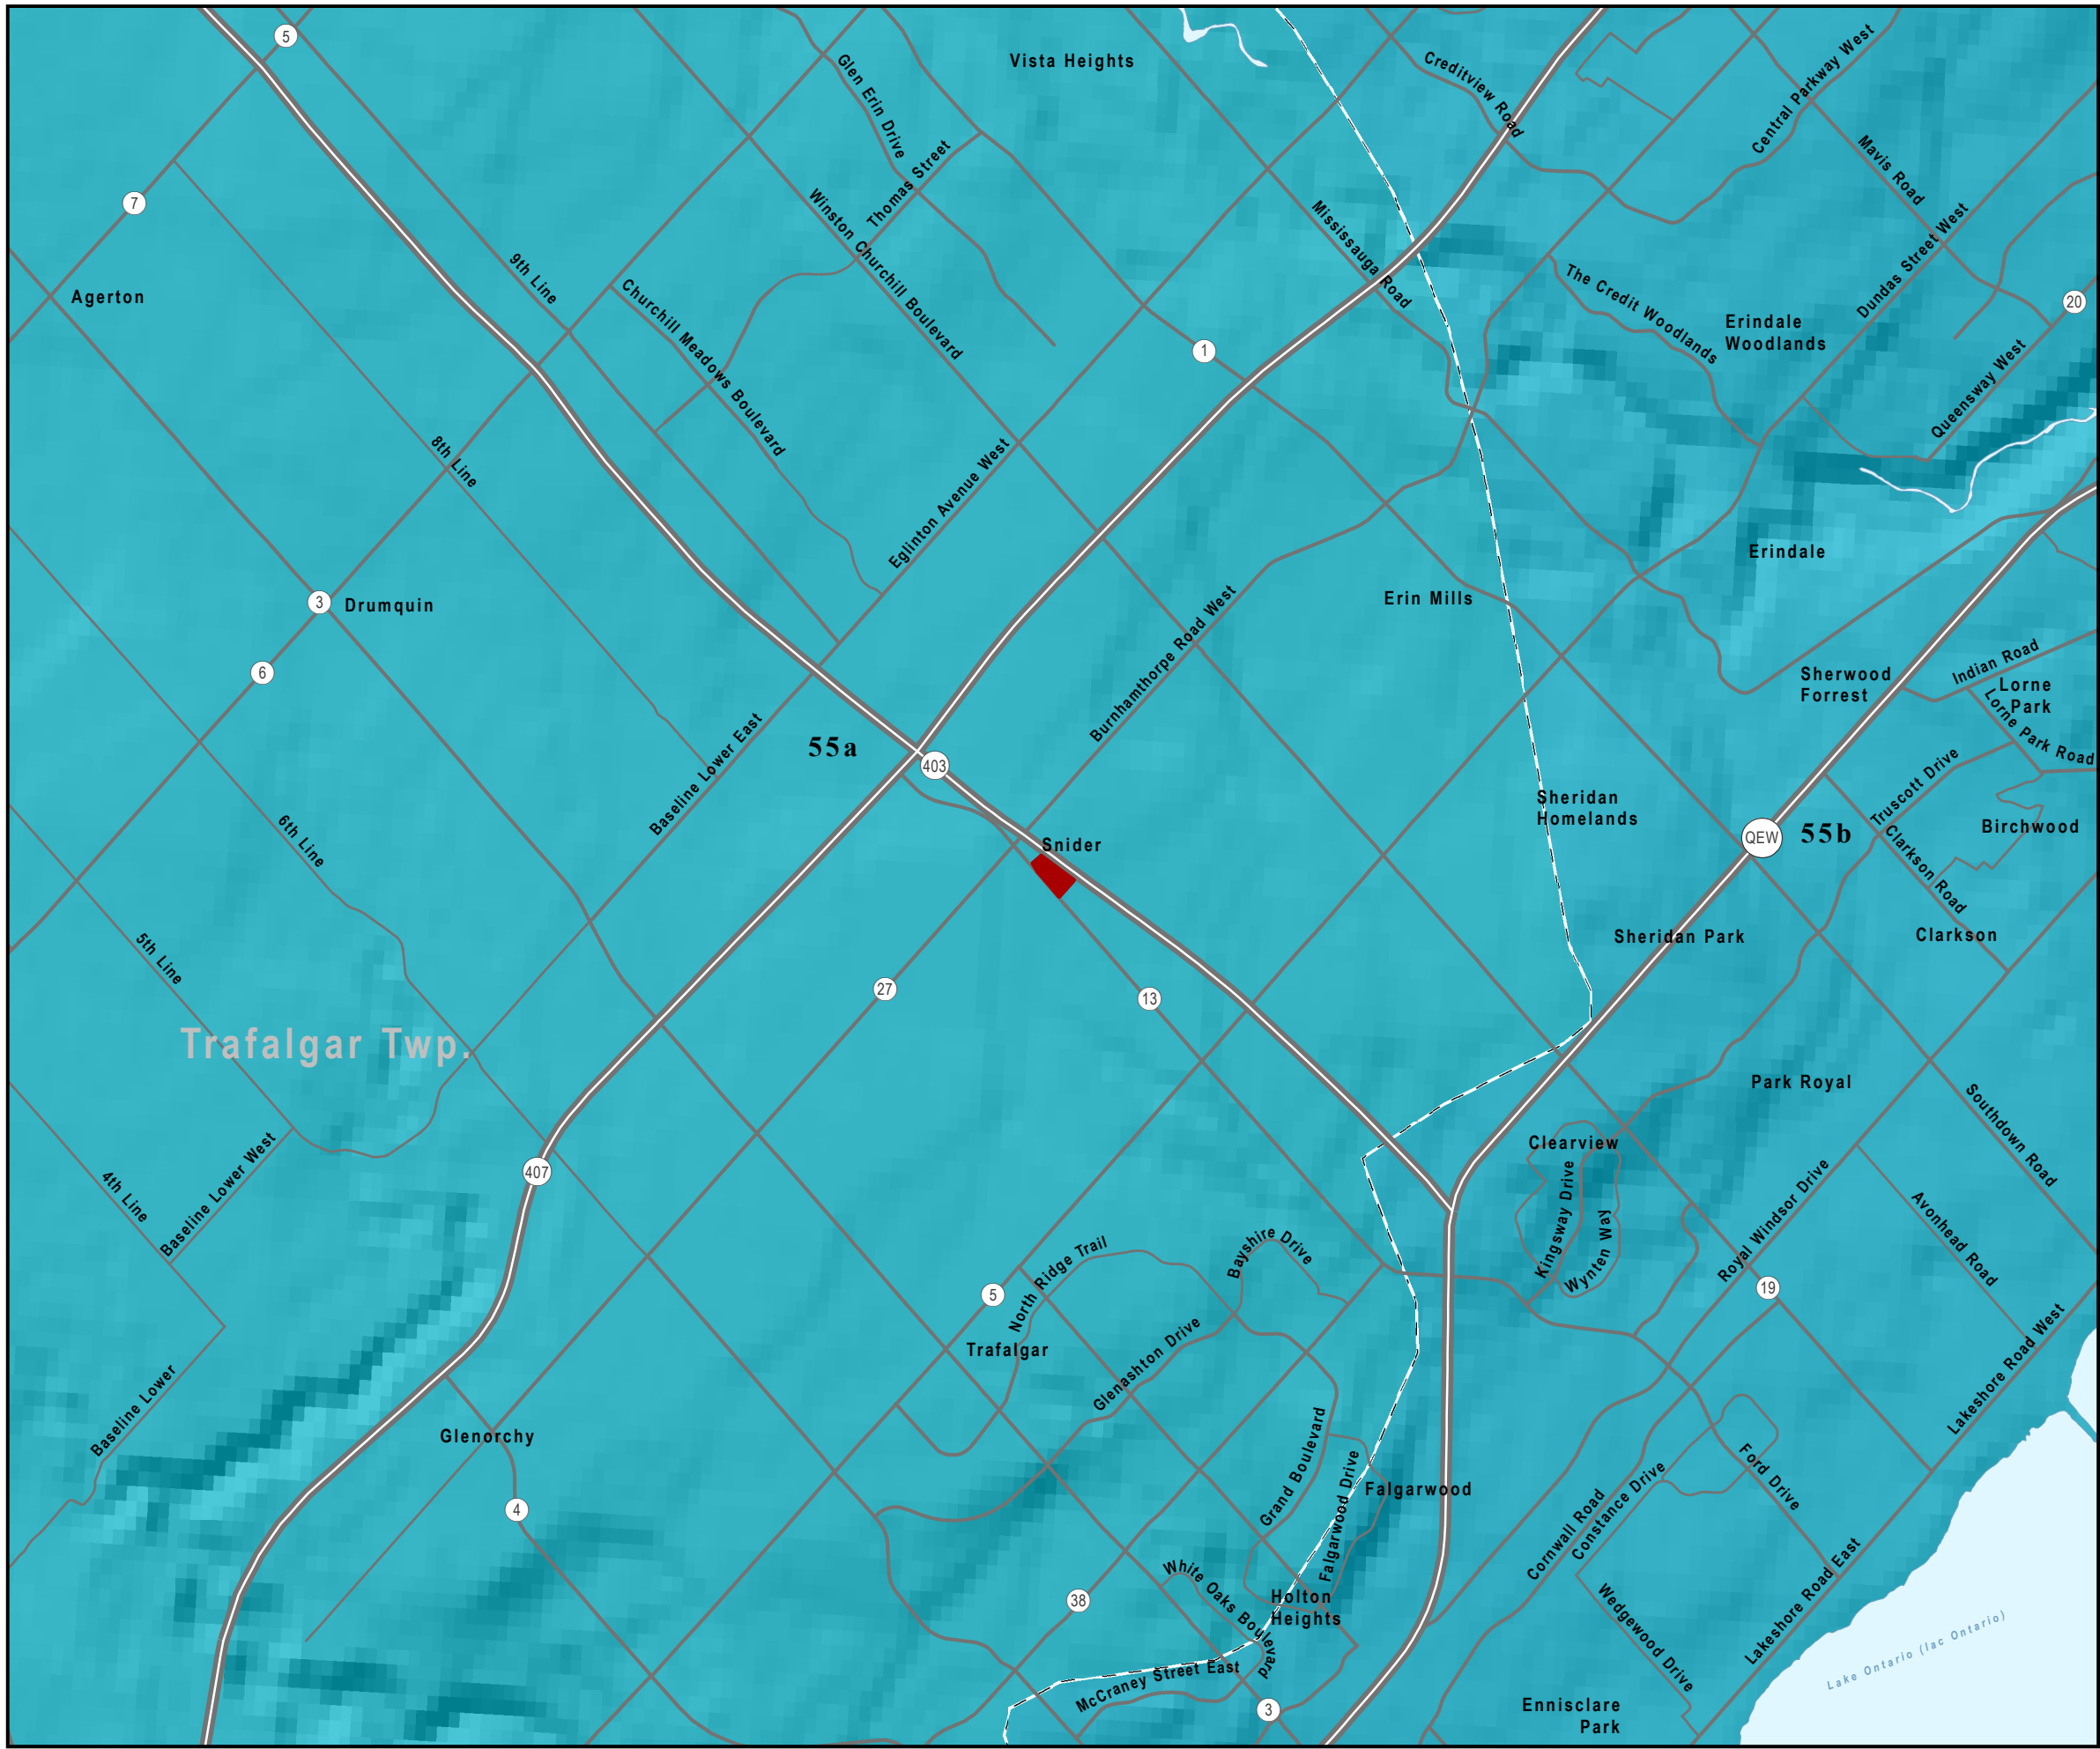 5
Vista Heights
Glen Erin Drive
Creditview Road
Central Parkway West
Thomas Street
Mavis Road
7
Winston Churchill Boulevard
Mississauga Road
Dundas Street West
Agerton
9th Line
Churchill Meadows Boulevard
The Credit Woodlands
Erindale
Woodlands
20
1
Queensway West
8th Line
Eglinton Avenue West
Erindale
3
Drumquin
Erin Mills
Burnhamthorpe Road West
6
Sherwood
Forrest
Indian Road
Lorne
Park
Lorne Park Road
Baseline Lower East
55a
403
Truscott Drive
6th Line
Snider
Sheridan
Homelands
QEW
55b
Birchwood
Clarkson Road
5th Line
Sheridan Park
Clarkson
27
13
Trafalgar Twp.
Park Royal
Southdown Road
4th Line
Baseline Lower West
407
Clearview
Kingsway Drive
Wynten Way
Royal Windsor Drive
Avonhead Road
North Ridge Trail
Bayshire Drive
5
19
Trafalgar
Glenashton Drive
Lakeshore Road West
Baseline Lower
Glenorchy
Grand Boulevard
Falgarwood Drive
Falgarwood
Ford Drive
4
Cornwall Road
Constance Drive
White Oaks Boulevard
38
Holton
Heights
Wedgewood Drive
Lakeshore Road East
McCraney Street East
Lake Ontario (lac Ontario)
3
Ennisclare
Park